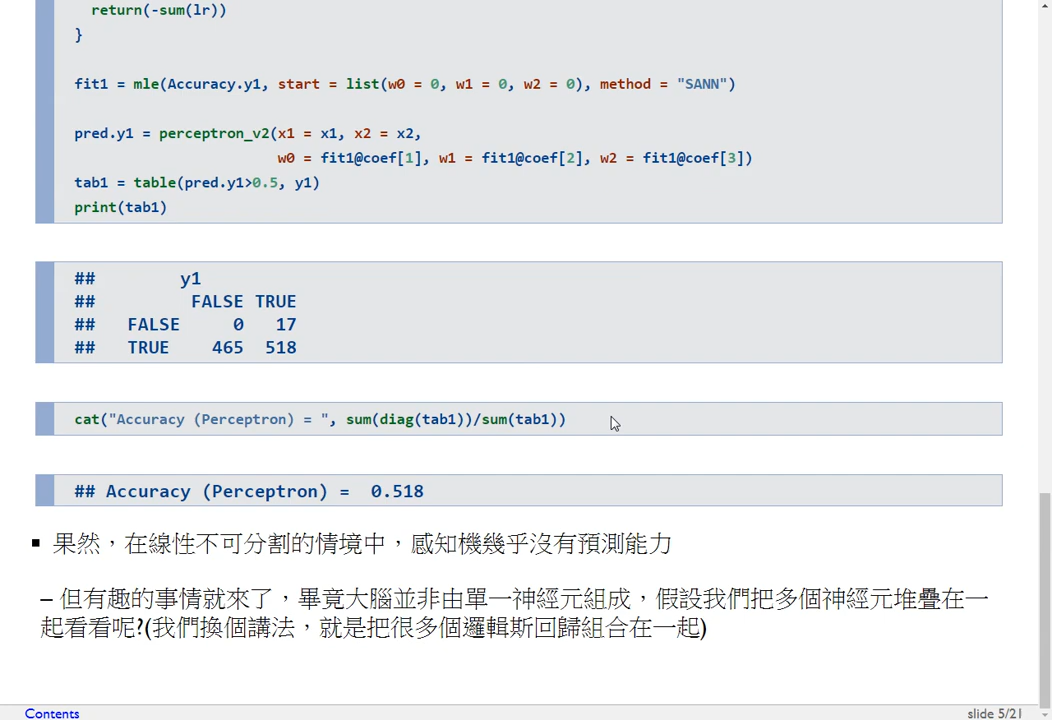 return(-sum(lr))
}
fit1 = mle(Accuracy.y1, start = list(w0 = 0, w1 = 0, w2 = 0), method = "SANN")
pred.y1 = perceptron_v2(x1 = x1, x2 = x2,
w0 = fit1@coef[1], w1 = fit1@coef[2], w2 = fit1@coef[3])
tab1 = table(pred.y1>0.5, y1)
print(tab1)
## y1
## FALSE TRUE
## FALSE 0 17
## TRUE 465 518
cat("Accuracy (Perceptron) = ", sum(diag(tab1))/sum(tab1))
## Accuracy (Perceptron) = 0.518
▪ 果然，在線性不可分割的情境中，感知機幾乎沒有預測能力
– 但有趣的事情就來了，畢竟大腦並非由單一神經元組成，假設我們把多個神經元堆疊在一
起看看呢?(我們換個講法，就是把很多個邏輯斯回歸組合在一起)
Contents
slide 5/21